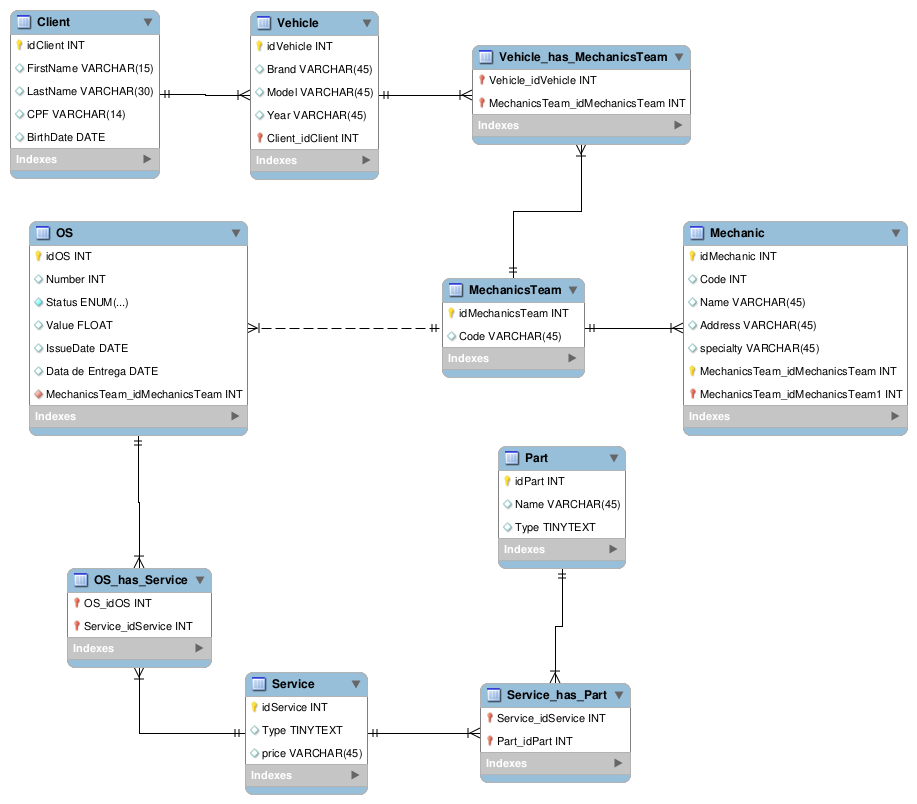 Client
idClient INT
FirstName VARCHAR(15)
LastName VARCHAR(30)
CPF VARCHAR(14)
BirthDate DATE
Indexes
Vehicle
idVehicle INT
Brand VARCHAR(45)
Model VARCHAR(45)
Year VARCHAR(45)
Client_idClient INT
Indexes
Vehicle_has_MechanicsTeam
Vehicle_idVehicle INT
MechanicsTeam_idMechanicsTeam INT
Indexes
OS
idOS INT
Number INT
Status ENUM(...)
Value FLOAT
IssueDate DATE
Data de Entrega DATE
MechanicsTeam_idMechanicsTeam INT
Indexes
MechanicsTeam
idMechanicsTeam INT
Code VARCHAR(45)
Indexes
Mechanic
idMechanic INT
Code INT
Name VARCHAR(45)
Address VARCHAR(45)
specialty VARCHAR(45)
MechanicsTeam_idMechanicsTeam INT
MechanicsTeam_idMechanicsTeam1 INT
Indexes
Part
idPart INT
Name VARCHAR(45)
Type TINYTEXT
Indexes
OS_has_Service
OS_idOS INT
Service_idService INT
Indexes
Service
idService INT
Type TINYTEXT
price VARCHAR(45)
Indexes
Service_has_Part
Service_idService INT
Part_idPart INT
Indexes